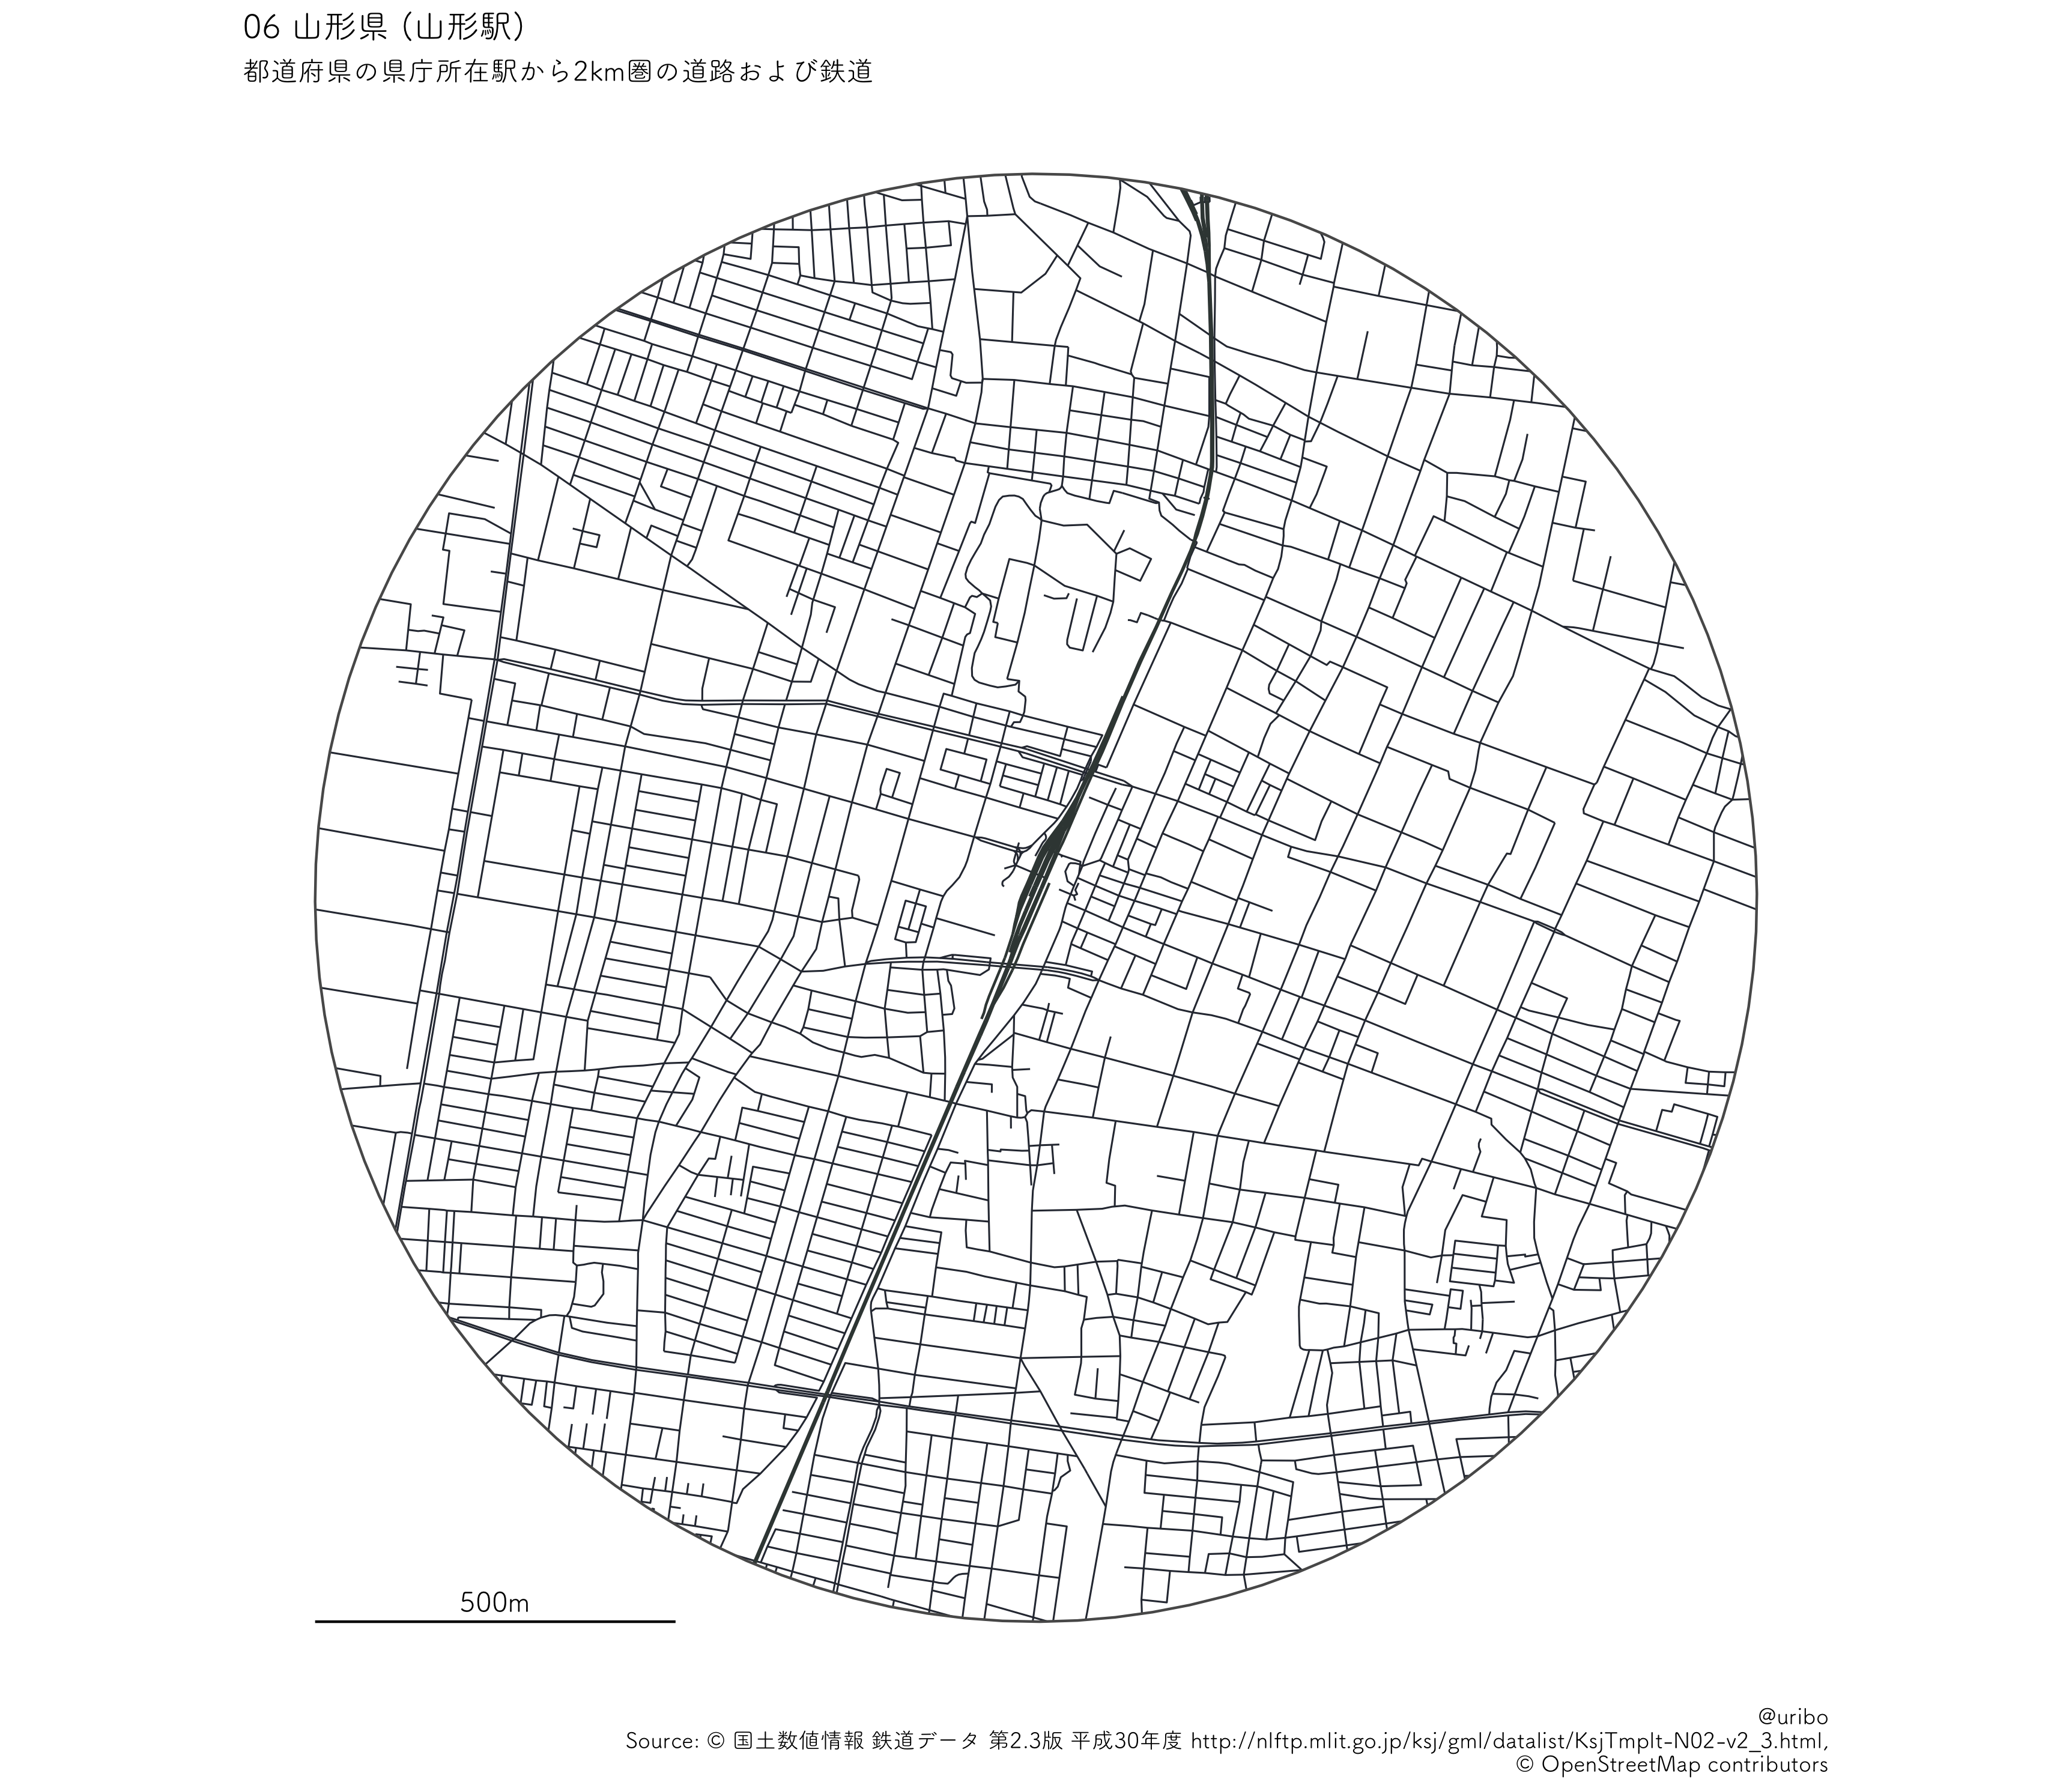 06 山形県 (山形駅)
都道府県の県庁所在駅から2km圏の道路および鉄道
500m
@uribo
Source: © 国土数値情報 鉄道データ 第2.3版 平成30年度 http://nlftp.mlit.go.jp/ksj/gml/datalist/KsjTmplt-N02-v2_3.html,
© OpenStreetMap contributors